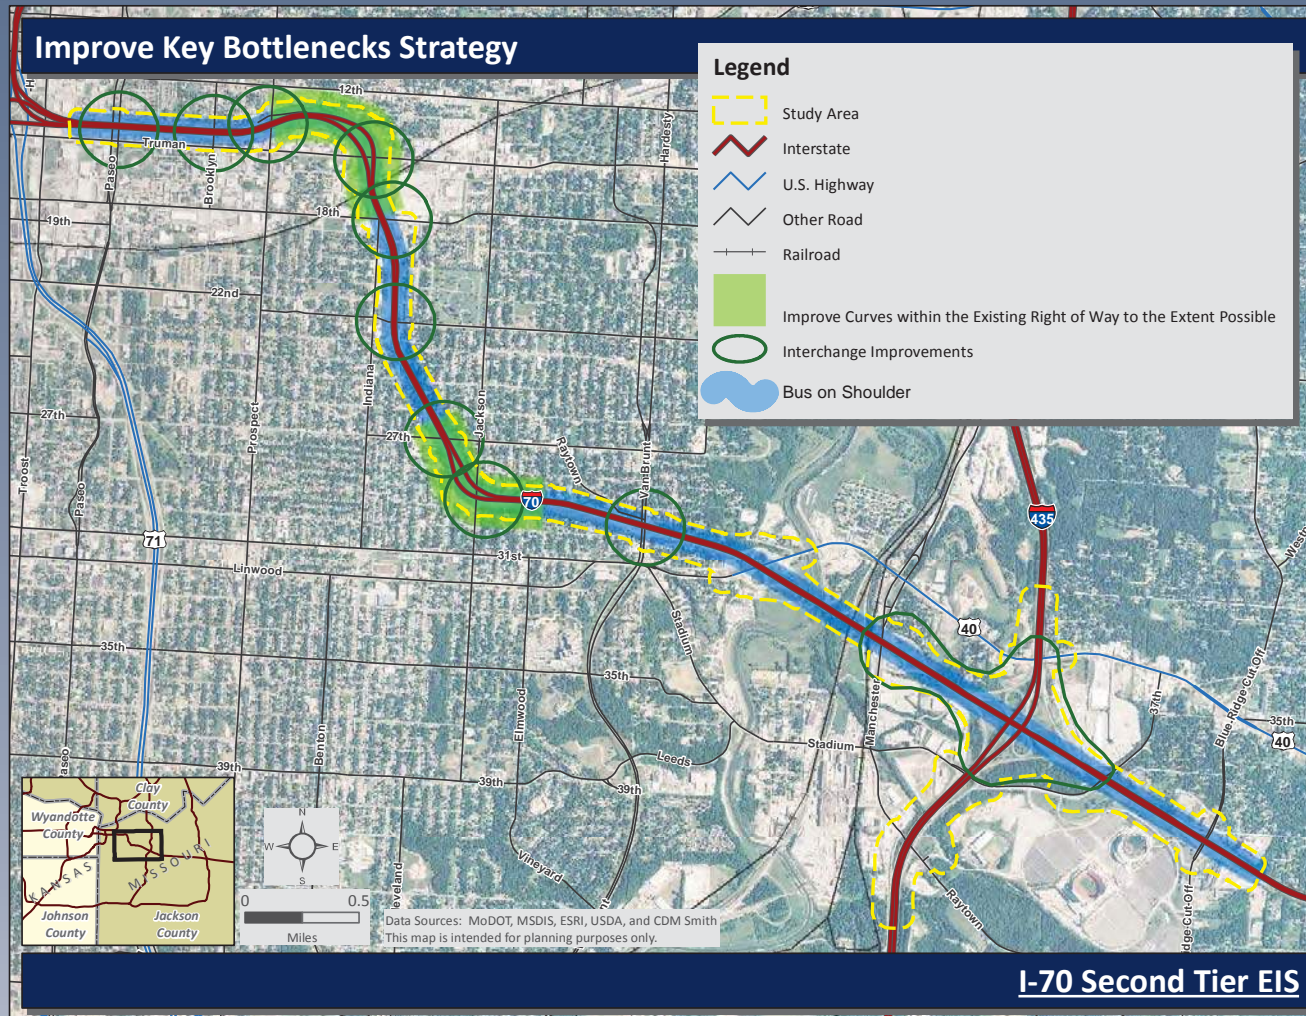 Improve Key Bottlenecks Strategy
Legend
Study Area
Interstate
U.S. Highway
Other Road
Railroad
Improve Curves within the Existing Right of Way to the Extent Possible
Interchange Improvements
Bus on Shoulder
12th
Truman
Paseo
Brooklyn
Hardesty
18th
19th
22nd
Indiana
Jackson
27th
27th
Prospect
Troost
Paseo
Raytown
VanBrunt
70
435
71
31st
Linwood
Stadium
40
35th
35th
Elmwood
Manchester
37th
Blue-Ridge-Cut-Off
35th
40
Benton
Stadium
Leeds
39th
39th
39th
aseo
Vineyard
eveland
Raytown
idge-Cut-Off
Clay
County
Wyandotte
County
KANSAS
MISSOURI
Johnson
County
Jackson
County
N
W
E
S
0
0.5
Miles
Data Sources: MoDOT, MSDIS, ESRI, USDA, and CDM Smith
This map is intended for planning purposes only.
I-70 Second Tier EIS